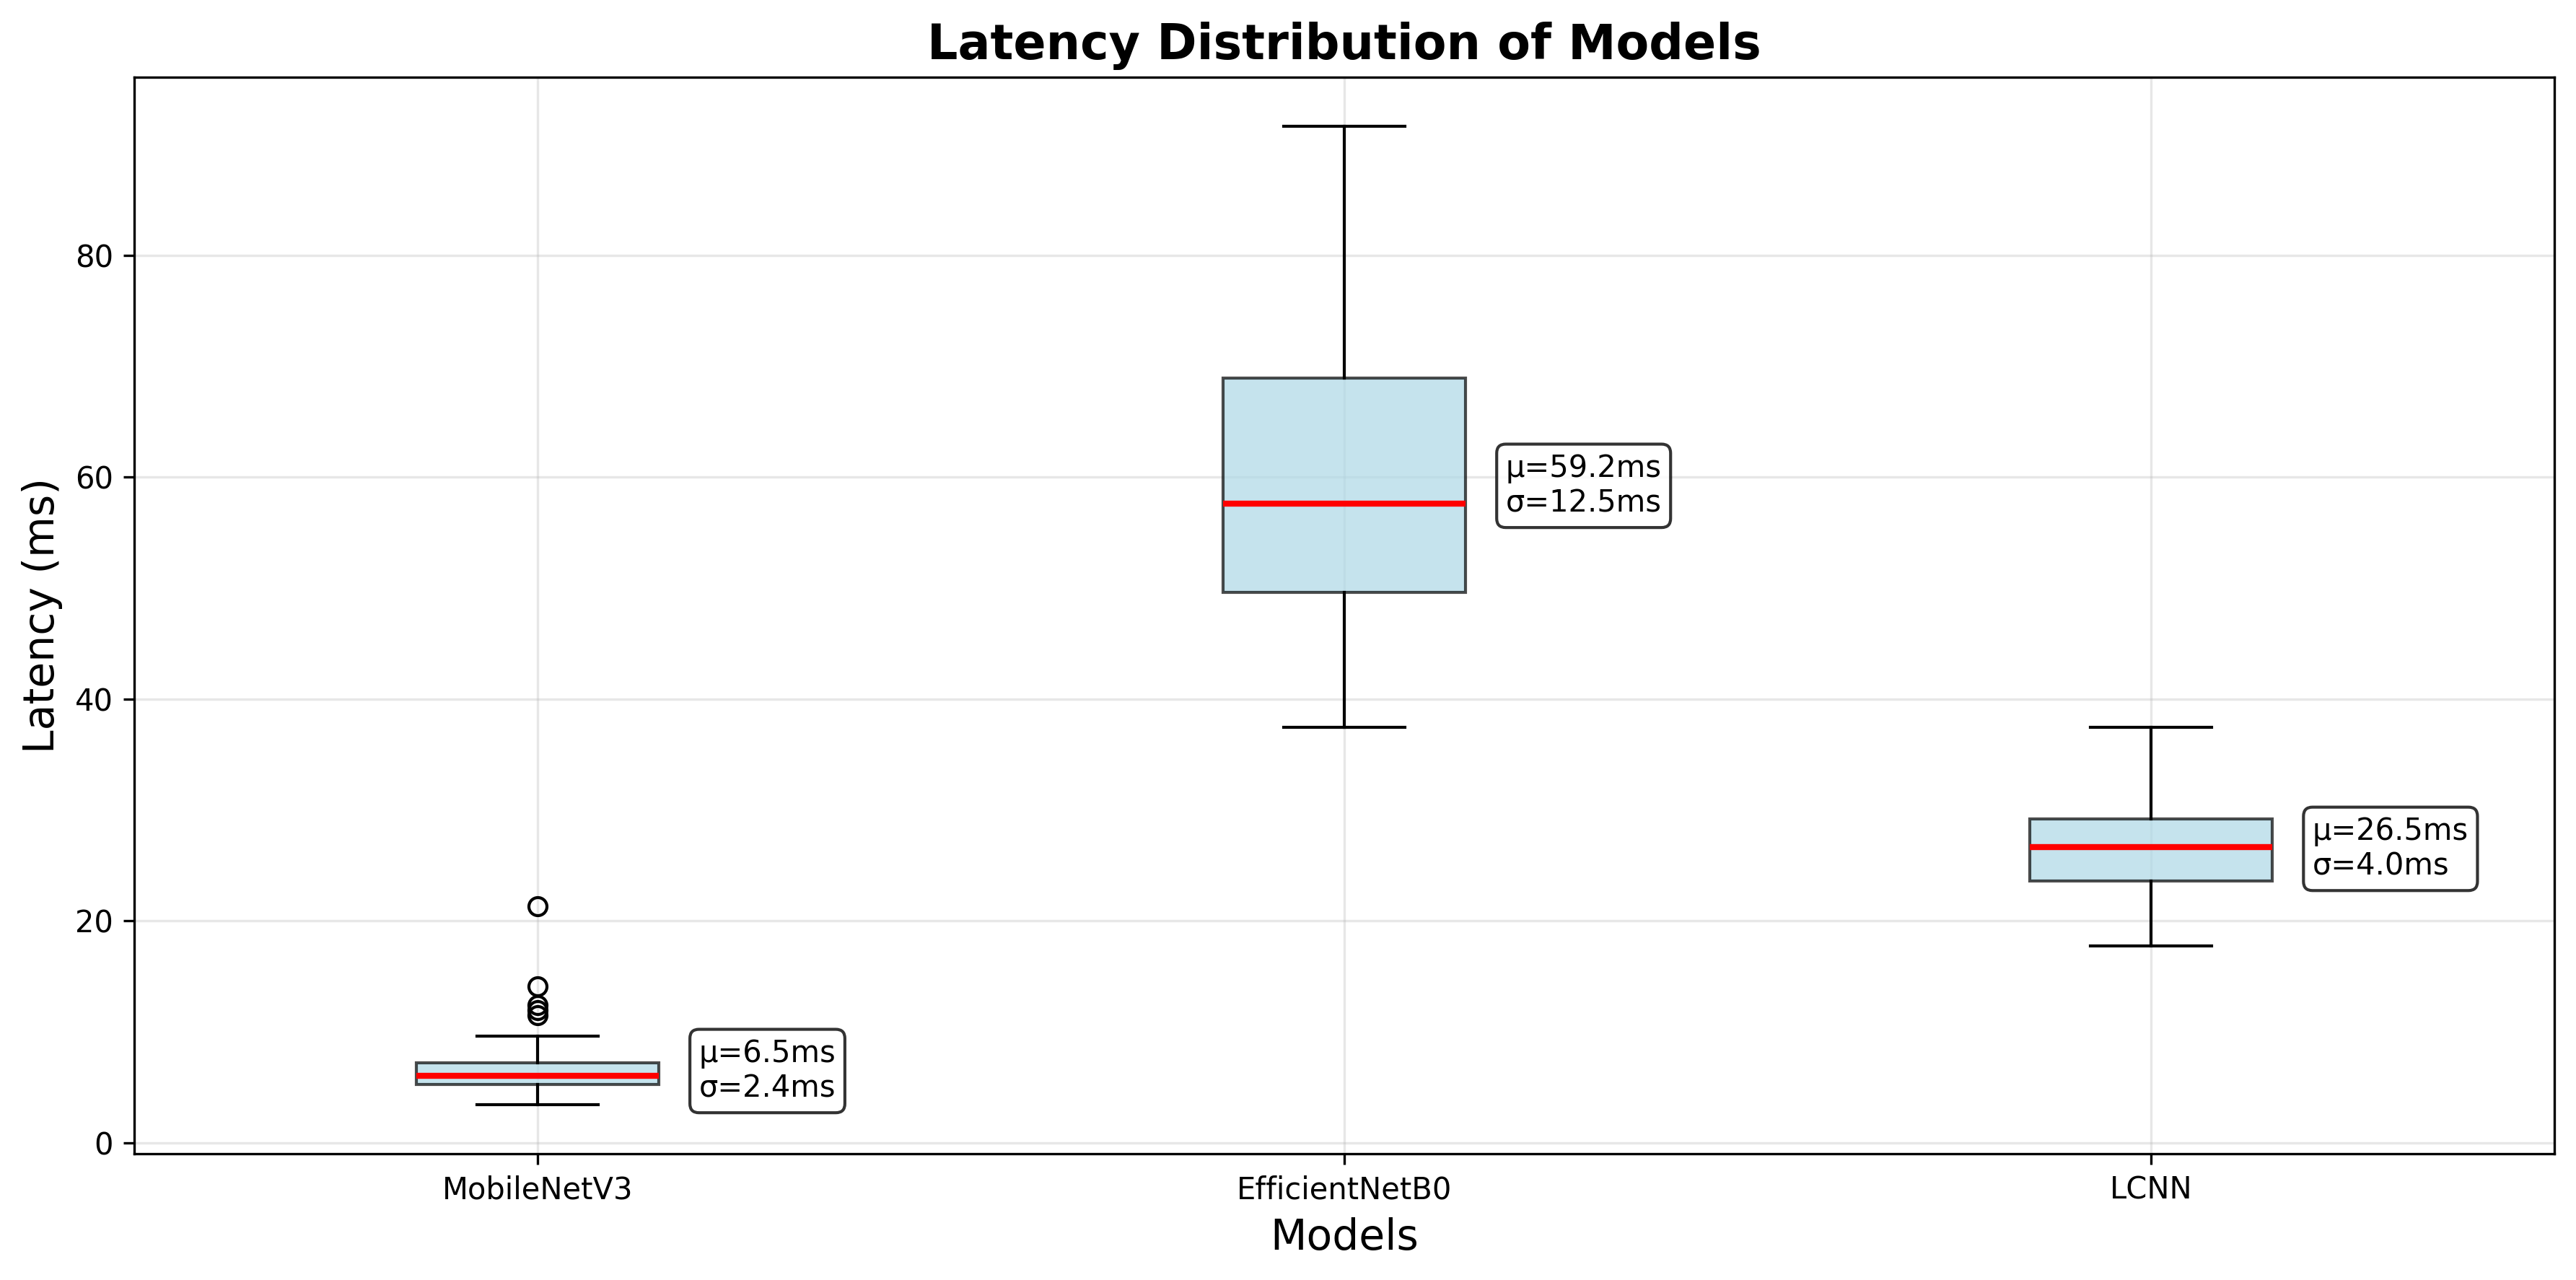 Latency Distribution of Models
Latency (ms)
80
60
40
20
0
μ=6.5ms
σ=2.4ms
μ=59.2ms
σ=12.5ms
μ=26.5ms
σ=4.0ms
MobileNetV3
EfficientNetB0
LCNN
Models